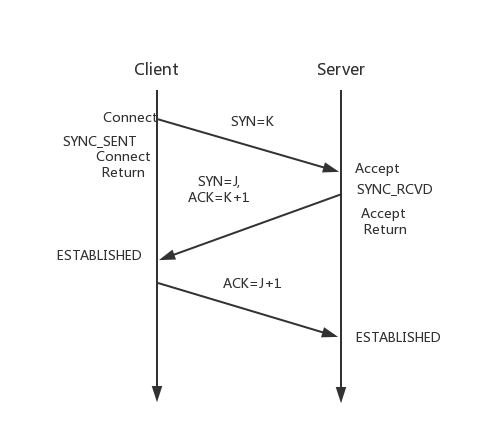 Client
Server
Connect
SYN=K
SYNC_SENT
Connect
Return
Accept
SYN=J,
ACK=K+1
SYNC_RCVD
Accept
Return
ESTABLISHED
ACK=J+1
ESTABLISHED